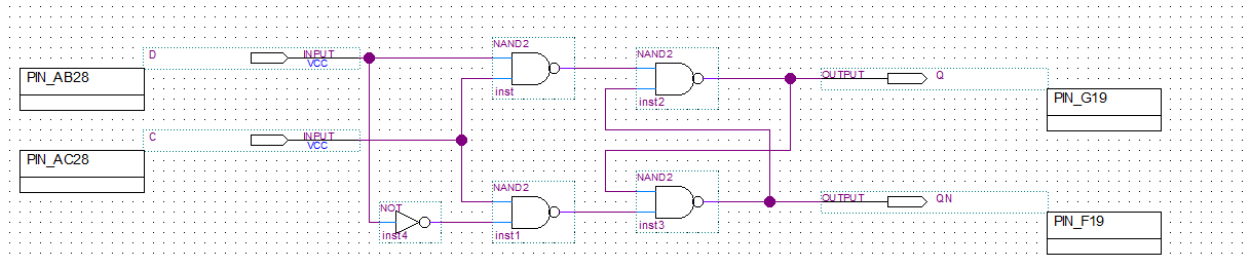 D
INPUT
VCC
PIN_AB28
NAND2
inst
NAND2
inst2
OUTPUT
Q
PIN_G19
C
INPUT
VCC
PIN_AC28
NOT
inst4
NAND2
inst1
NAND2
inst3
OUTPUT
QN
PIN_F19